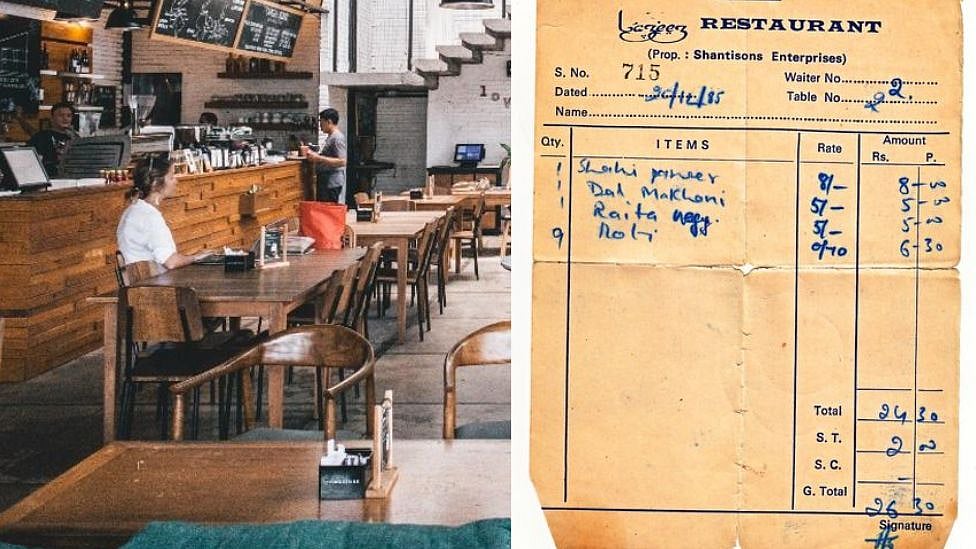 Lazeez RESTAURANT
(Prop. : Shantisons Enterprises)
S. No. 715 Waiter No.
Dated 20/12/85 Table No. 2.
Name
Qty. ITEMS Rate Amount
Rs. P.
1 Shahi paneer 8/- 8-00
1 Dal Makhani 5/- 5-00
1 Raita veg. 5/- 5-00
9 Roti 0/70 6-30
Total 24 30
S. T. 2 00
S. C. -
G. Total 26 30
Signature